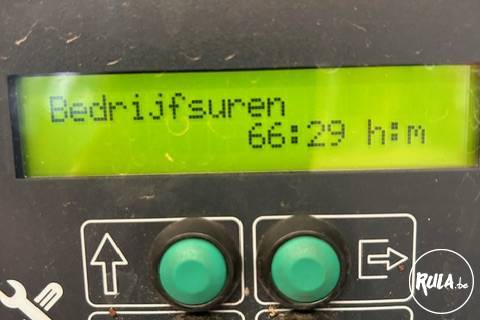 Bedrijfsuren
66:29 h:m
RULA.be